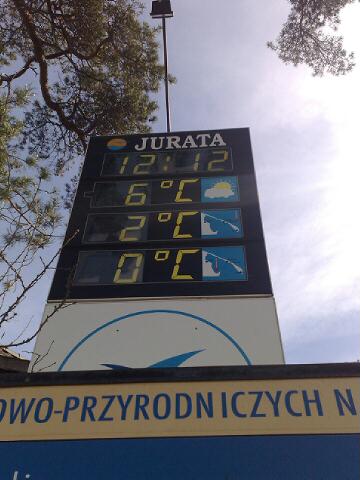 JURATA
12:12
6°C
2°C
0°C
OWO-PRZYRODNICZYCH N